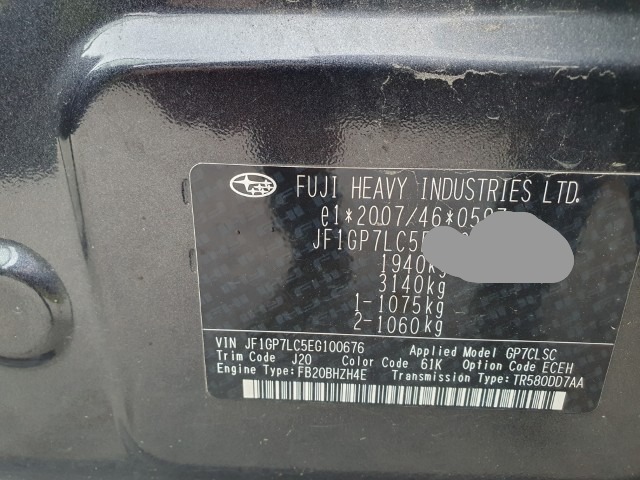 FUJI HEAVY INDUSTRIES LTD.
e1*2007/46*0597
JF1GP7LC5E
1940kg
3140kg
1-1075kg
2-1060kg
VIN JF1GP7LC5EG100676 Applied Model GP7CLSC
Trim Code J20 Color Code 61K Option Code ECEH
Engine Type:FB20BHZH4E Transmission Type:TR580DD7AA